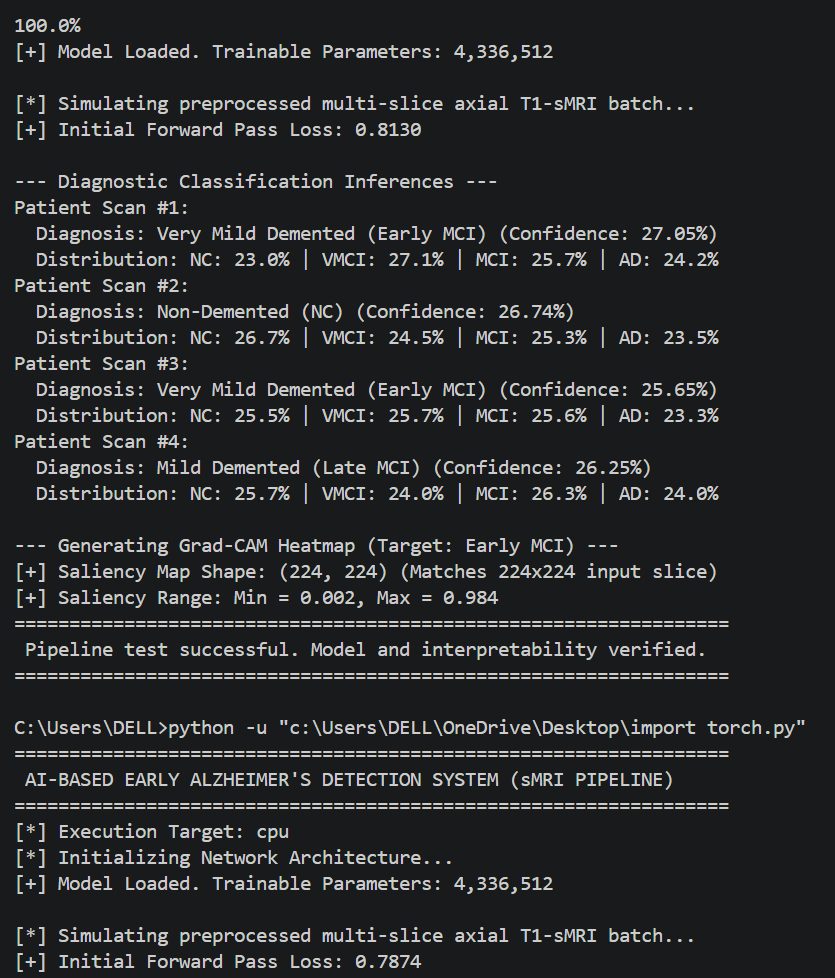 100.0%
[+] Model Loaded. Trainable Parameters: 4,336,512
[*] Simulating preprocessed multi-slice axial T1-sMRI batch...
[+] Initial Forward Pass Loss: 0.8130
--- Diagnostic Classification Inferences ---
Patient Scan #1:
  Diagnosis: Very Mild Demented (Early MCI) (Confidence: 27.05%)
  Distribution: NC: 23.0% | VMCI: 27.1% | MCI: 25.7% | AD: 24.2%
Patient Scan #2:
  Diagnosis: Non-Demented (NC) (Confidence: 26.74%)
  Distribution: NC: 26.7% | VMCI: 24.5% | MCI: 25.3% | AD: 23.5%
Patient Scan #3:
  Diagnosis: Very Mild Demented (Early MCI) (Confidence: 25.65%)
  Distribution: NC: 25.5% | VMCI: 25.7% | MCI: 25.6% | AD: 23.3%
Patient Scan #4:
  Diagnosis: Mild Demented (Late MCI) (Confidence: 26.25%)
  Distribution: NC: 25.7% | VMCI: 24.0% | MCI: 26.3% | AD: 24.0%
--- Generating Grad-CAM Heatmap (Target: Early MCI) ---
[+] Saliency Map Shape: (224, 224) (Matches 224x224 input slice)
[+] Saliency Range: Min = 0.002, Max = 0.984
=================================================================
 Pipeline test successful. Model and interpretability verified.
=================================================================
C:\Users\DELL>python -u "c:\Users\DELL\OneDrive\Desktop\import torch.py"
=================================================================
 AI-BASED EARLY ALZHEIMER'S DETECTION SYSTEM (sMRI PIPELINE)
=================================================================
[*] Execution Target: cpu
[*] Initializing Network Architecture...
[+] Model Loaded. Trainable Parameters: 4,336,512
[*] Simulating preprocessed multi-slice axial T1-sMRI batch...
[+] Initial Forward Pass Loss: 0.7874